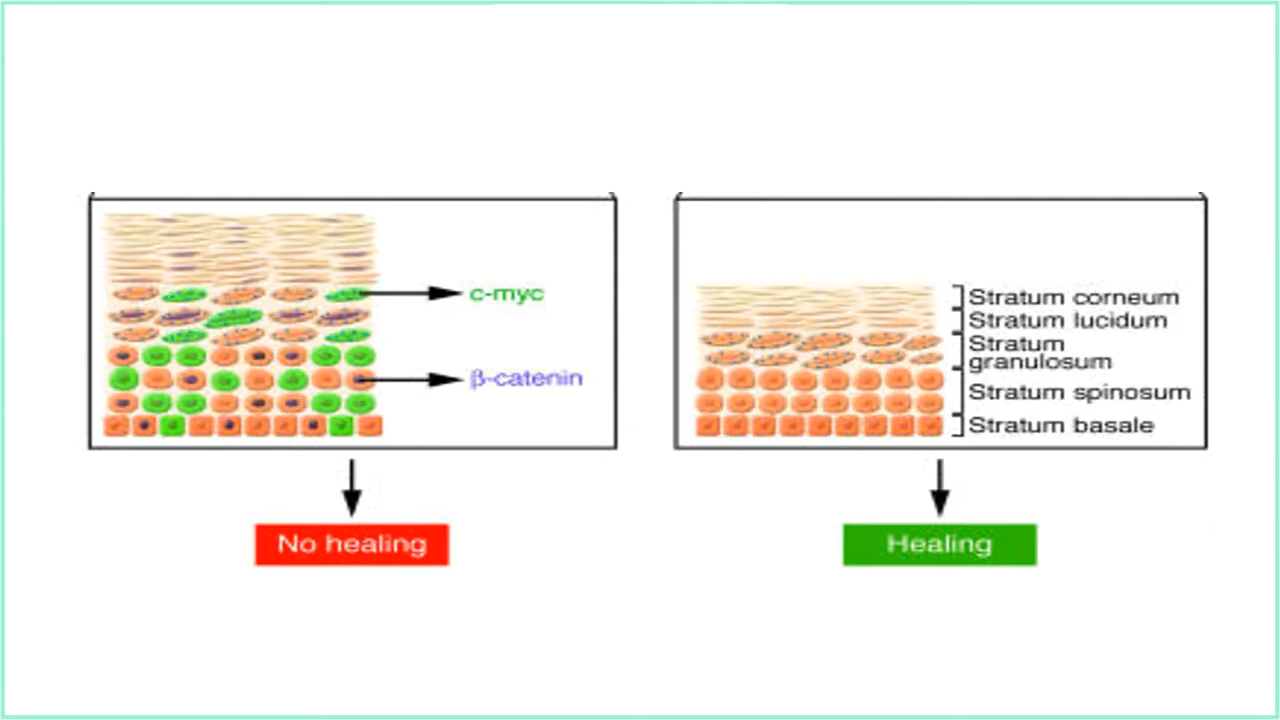 c-myc
β-catenin
No healing
Stratum corneum
Stratum lucidum
Stratum
granulosum
Stratum spinosum
Stratum basale
Healing